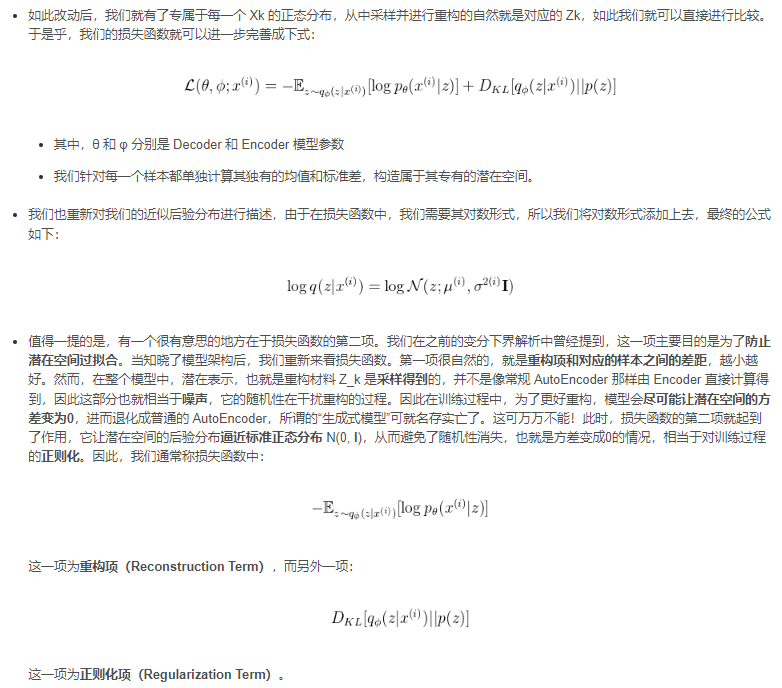 如此改动后，我们就有了专属于每一个 Xk 的正态分布，从中采样并进行重构的自然就是对应的 Zk，如此我们就可以直接进行比较。
于是乎，我们的损失函数就可以进一步完善成下式：
ℒ(θ, ϕ; x⁽ⁱ⁾) = −𝔼_{z∼q_ϕ(z|x⁽ⁱ⁾)}[log p_θ(x⁽ⁱ⁾|z)] + D_{KL}[q_ϕ(z|x⁽ⁱ⁾)||p(z)]
其中，θ 和 φ 分别是 Decoder 和 Encoder 模型参数
我们针对每一个样本都单独计算其独有的均值和标准差，构造属于其专有的潜在空间。
我们也重新对我们的近似后验分布进行描述，由于在损失函数中，我们需要其对数形式，所以我们将对数形式添加上去，最终的公式
如下：
log q(z|x⁽ⁱ⁾) = log 𝒩(z; μ⁽ⁱ⁾, σ²⁽ⁱ⁾I)
值得一提的是，有一个很有意思的地方在于损失函数的第二项。我们在之前的变分下界解析中曾经提到，这一项主要目的是为了防止
潜在空间过拟合。当知晓了模型架构后，我们重新来看损失函数。第一项很自然的，就是重构项和对应的样本之间的差距，越小越
好。然而，在整个模型中，潜在表示，也就是重构材料 Z_k 是采样得到的，并不是像常规 AutoEncoder 那样由 Encoder 直接计算得
到，因此这部分也就相当于噪声，它的随机性在干扰重构的过程。因此在训练过程中，为了更好重构，模型会尽可能让潜在空间的方
差变为0，进而退化成普通的 AutoEncoder，所谓的“生成式模型”可就名存实亡了。这可万万不能！此时，损失函数的第二项就起到
了作用，它让潜在空间的后验分布逼近标准正态分布 N(0, I)，从而避免了随机性消失，也就是方差变成0的情况，相当于对训练过程
的正则化。因此，我们通常称损失函数中：
−𝔼_{z∼q_ϕ(z|x⁽ⁱ⁾)}[log p_θ(x⁽ⁱ⁾|z)]
这一项为重构项（Reconstruction Term），而另外一项：
D_{KL}[q_ϕ(z|x⁽ⁱ⁾)||p(z)]
这一项为正则化项（Regularization Term）。